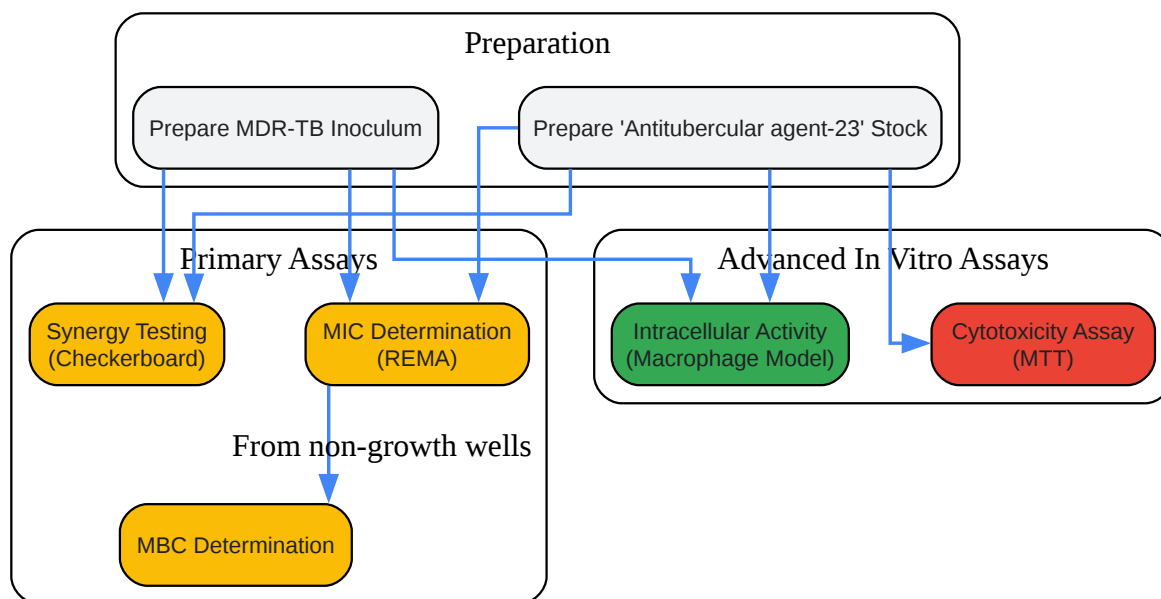 Preparation
Prepare MDR-TB Inoculum
Prepare 'Antitubercular agent-23' Stock
Primary Assays
Advanced In Vitro Assays
Synergy Testing
(Checkerboard)
MIC Determination
(REMA)
Intracellular Activity
(Macrophage Model)
Cytotoxicity Assay
(MTT)
From non-growth wells
MBC Determination